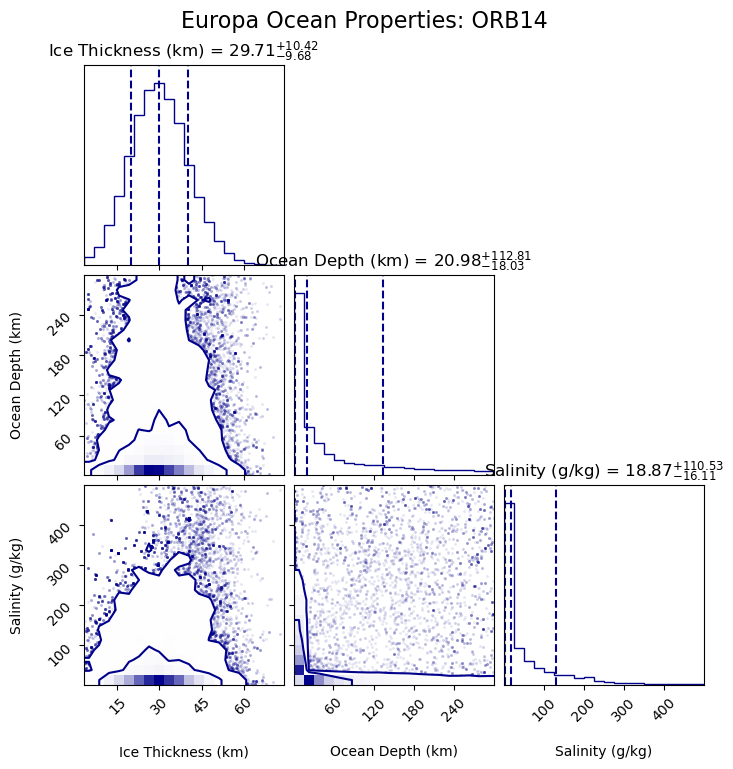 Europa Ocean Properties: ORB14
Ice Thickness (km) = 29.71+10.42−9.68
Ocean Depth (km) = 20.98+112.81−18.03
Ocean Depth (km)
240
180
120
60
Salinity (g/kg) = 18.87+110.53−16.11
Salinity (g/kg)
400
300
200
100
15 30 45 60
60 120 180 240
100 200 300 400
Ice Thickness (km)
Ocean Depth (km)
Salinity (g/kg)